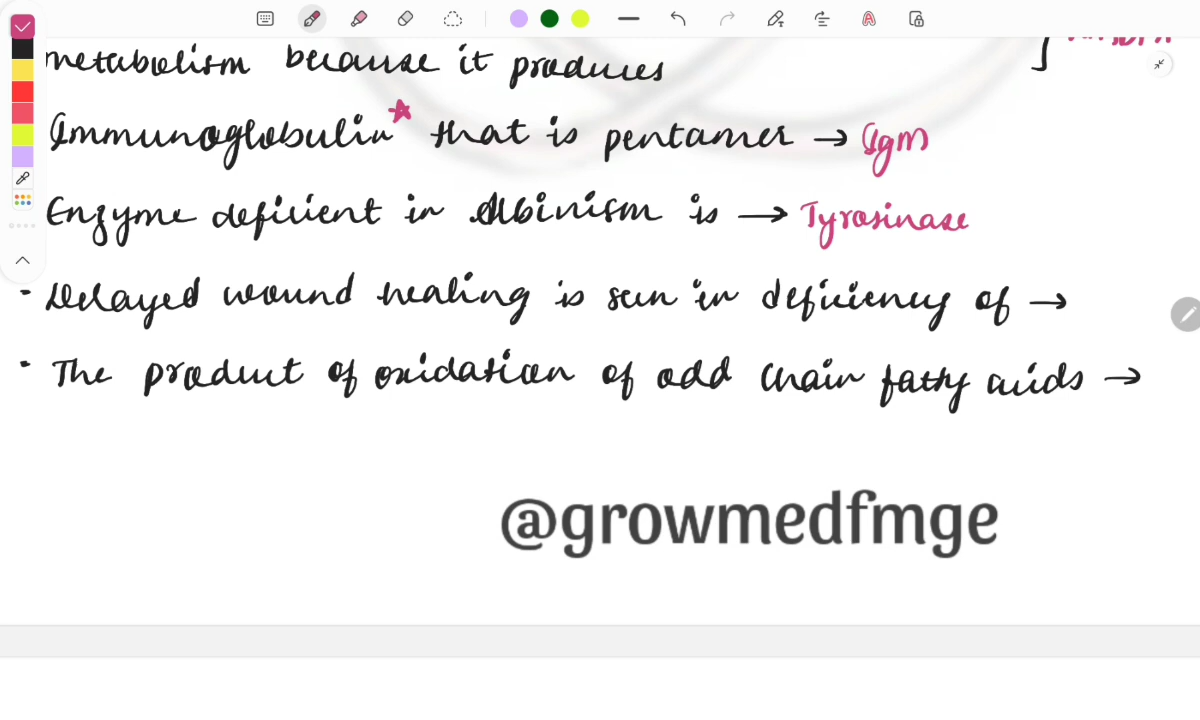 metabolism because it produces
Immunoglobulin that is pentamer → IgM
Enzyme deficient in Albinism is → Tyrosinase
· Delayed wound healing is seen in deficiency of →
· The product of oxidation of odd chain fatty acids →
@growmedfmge